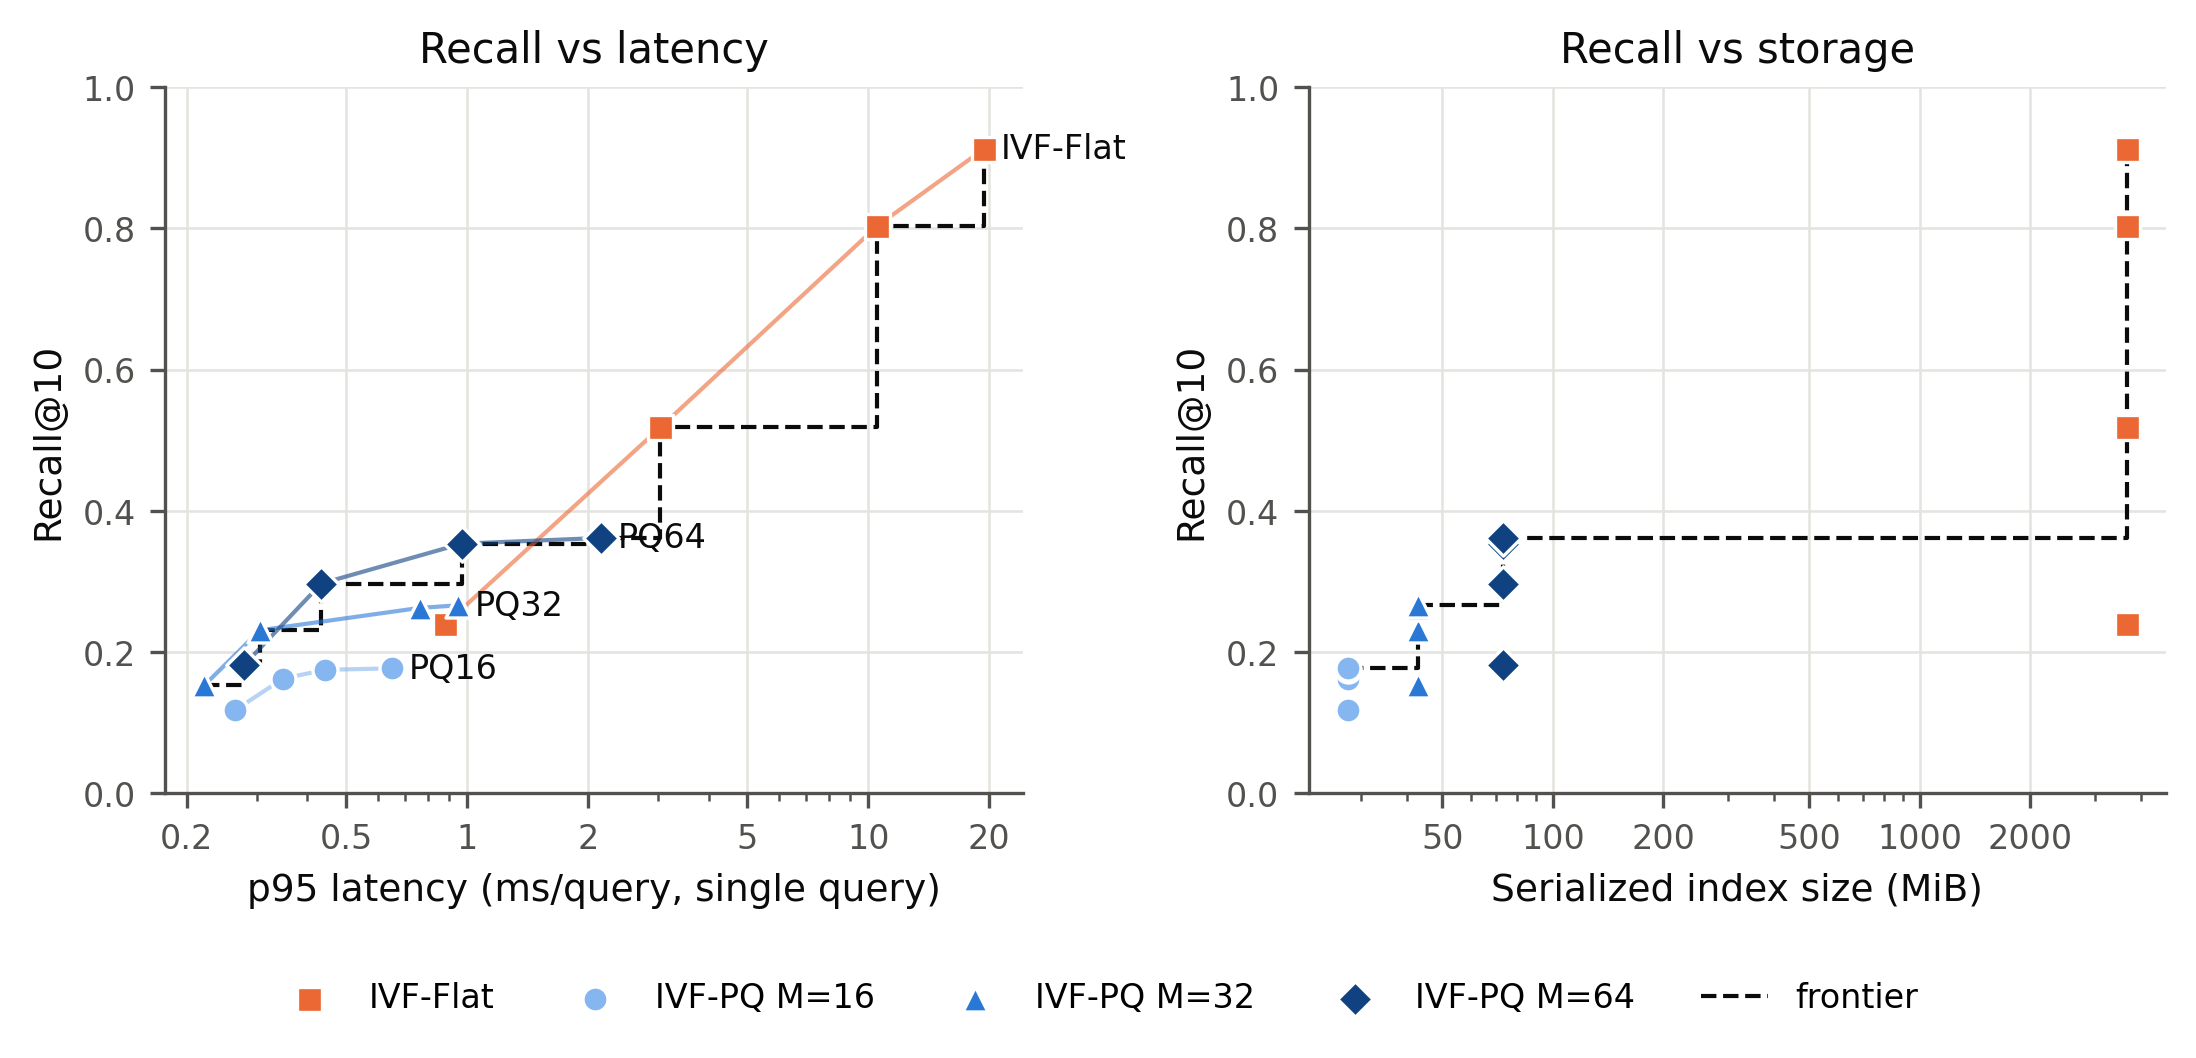 Recall vs latency
Recall@10
1.0
0.8
0.6
0.4
0.2
0.0
IVF-Flat
PQ64
PQ32
PQ16
0.2 0.5 1 2 5 10 20
p95 latency (ms/query, single query)
Recall vs storage
Recall@10
1.0
0.8
0.6
0.4
0.2
0.0
50 100 200 500 1000 2000
Serialized index size (MiB)
IVF-Flat IVF-PQ M=16 IVF-PQ M=32 IVF-PQ M=64 frontier